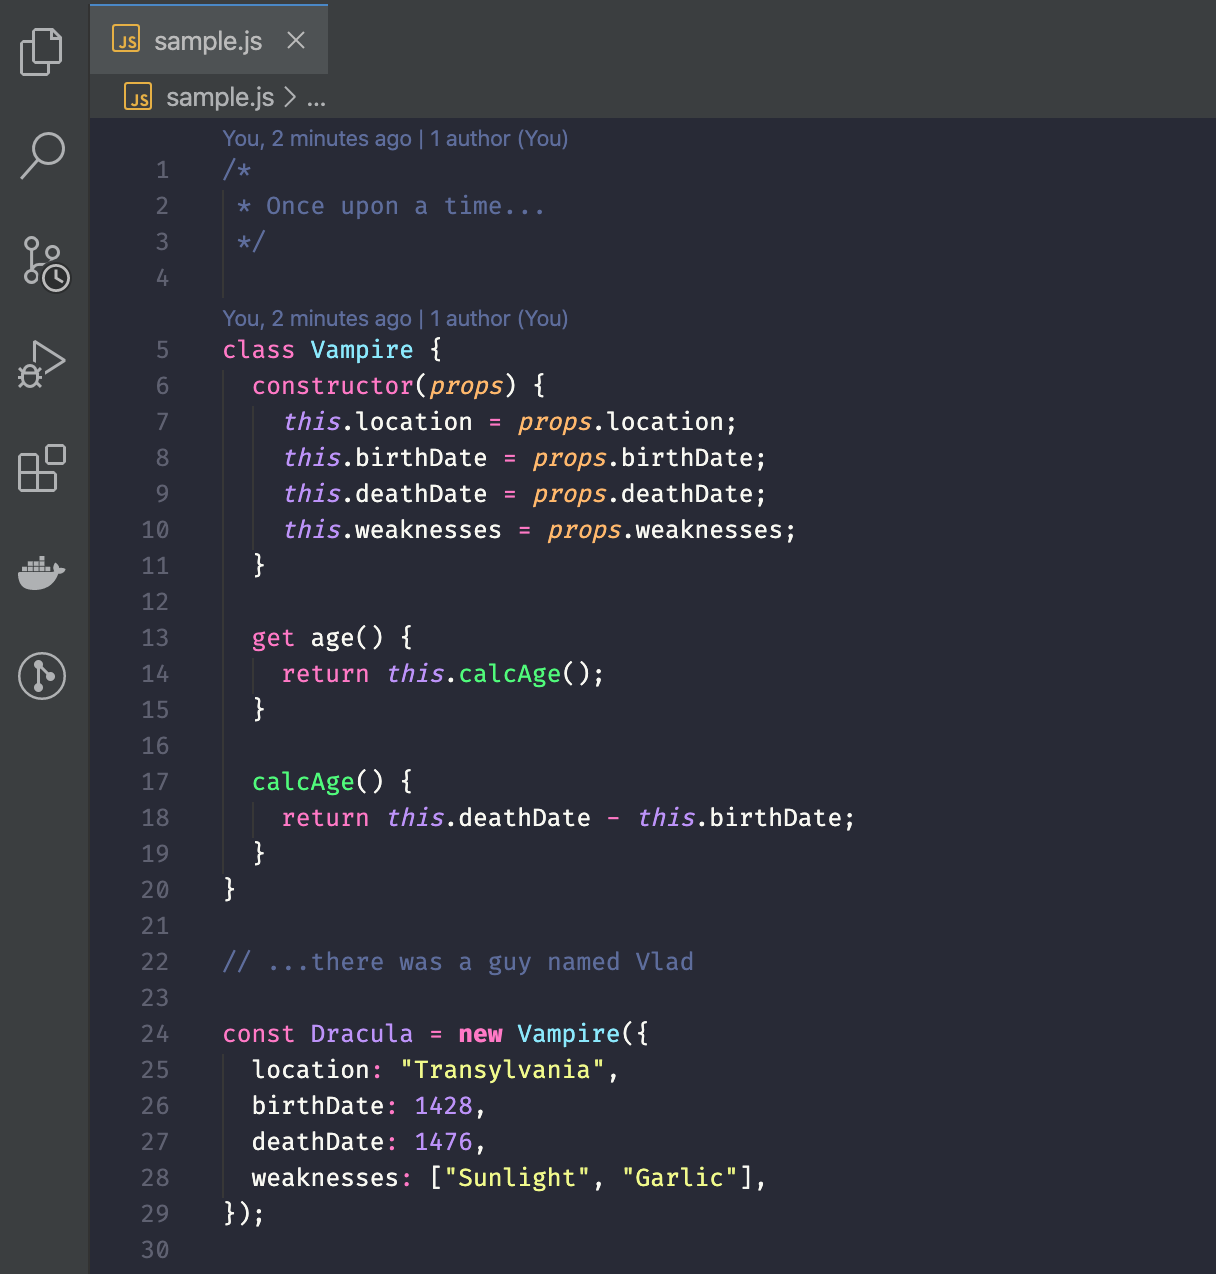 JS sample.js ×
JS sample.js > ...
You, 2 minutes ago | 1 author (You)
1 /*
2  * Once upon a time...
3  */
4
You, 2 minutes ago | 1 author (You)
5 class Vampire {
6   constructor(props) {
7     this.location = props.location;
8     this.birthDate = props.birthDate;
9     this.deathDate = props.deathDate;
10     this.weaknesses = props.weaknesses;
11   }
12
13   get age() {
14     return this.calcAge();
15   }
16
17   calcAge() {
18     return this.deathDate - this.birthDate;
19   }
20 }
21
22 // ...there was a guy named Vlad
23
24 const Dracula = new Vampire({
25   location: "Transylvania",
26   birthDate: 1428,
27   deathDate: 1476,
28   weaknesses: ["Sunlight", "Garlic"],
29 });
30